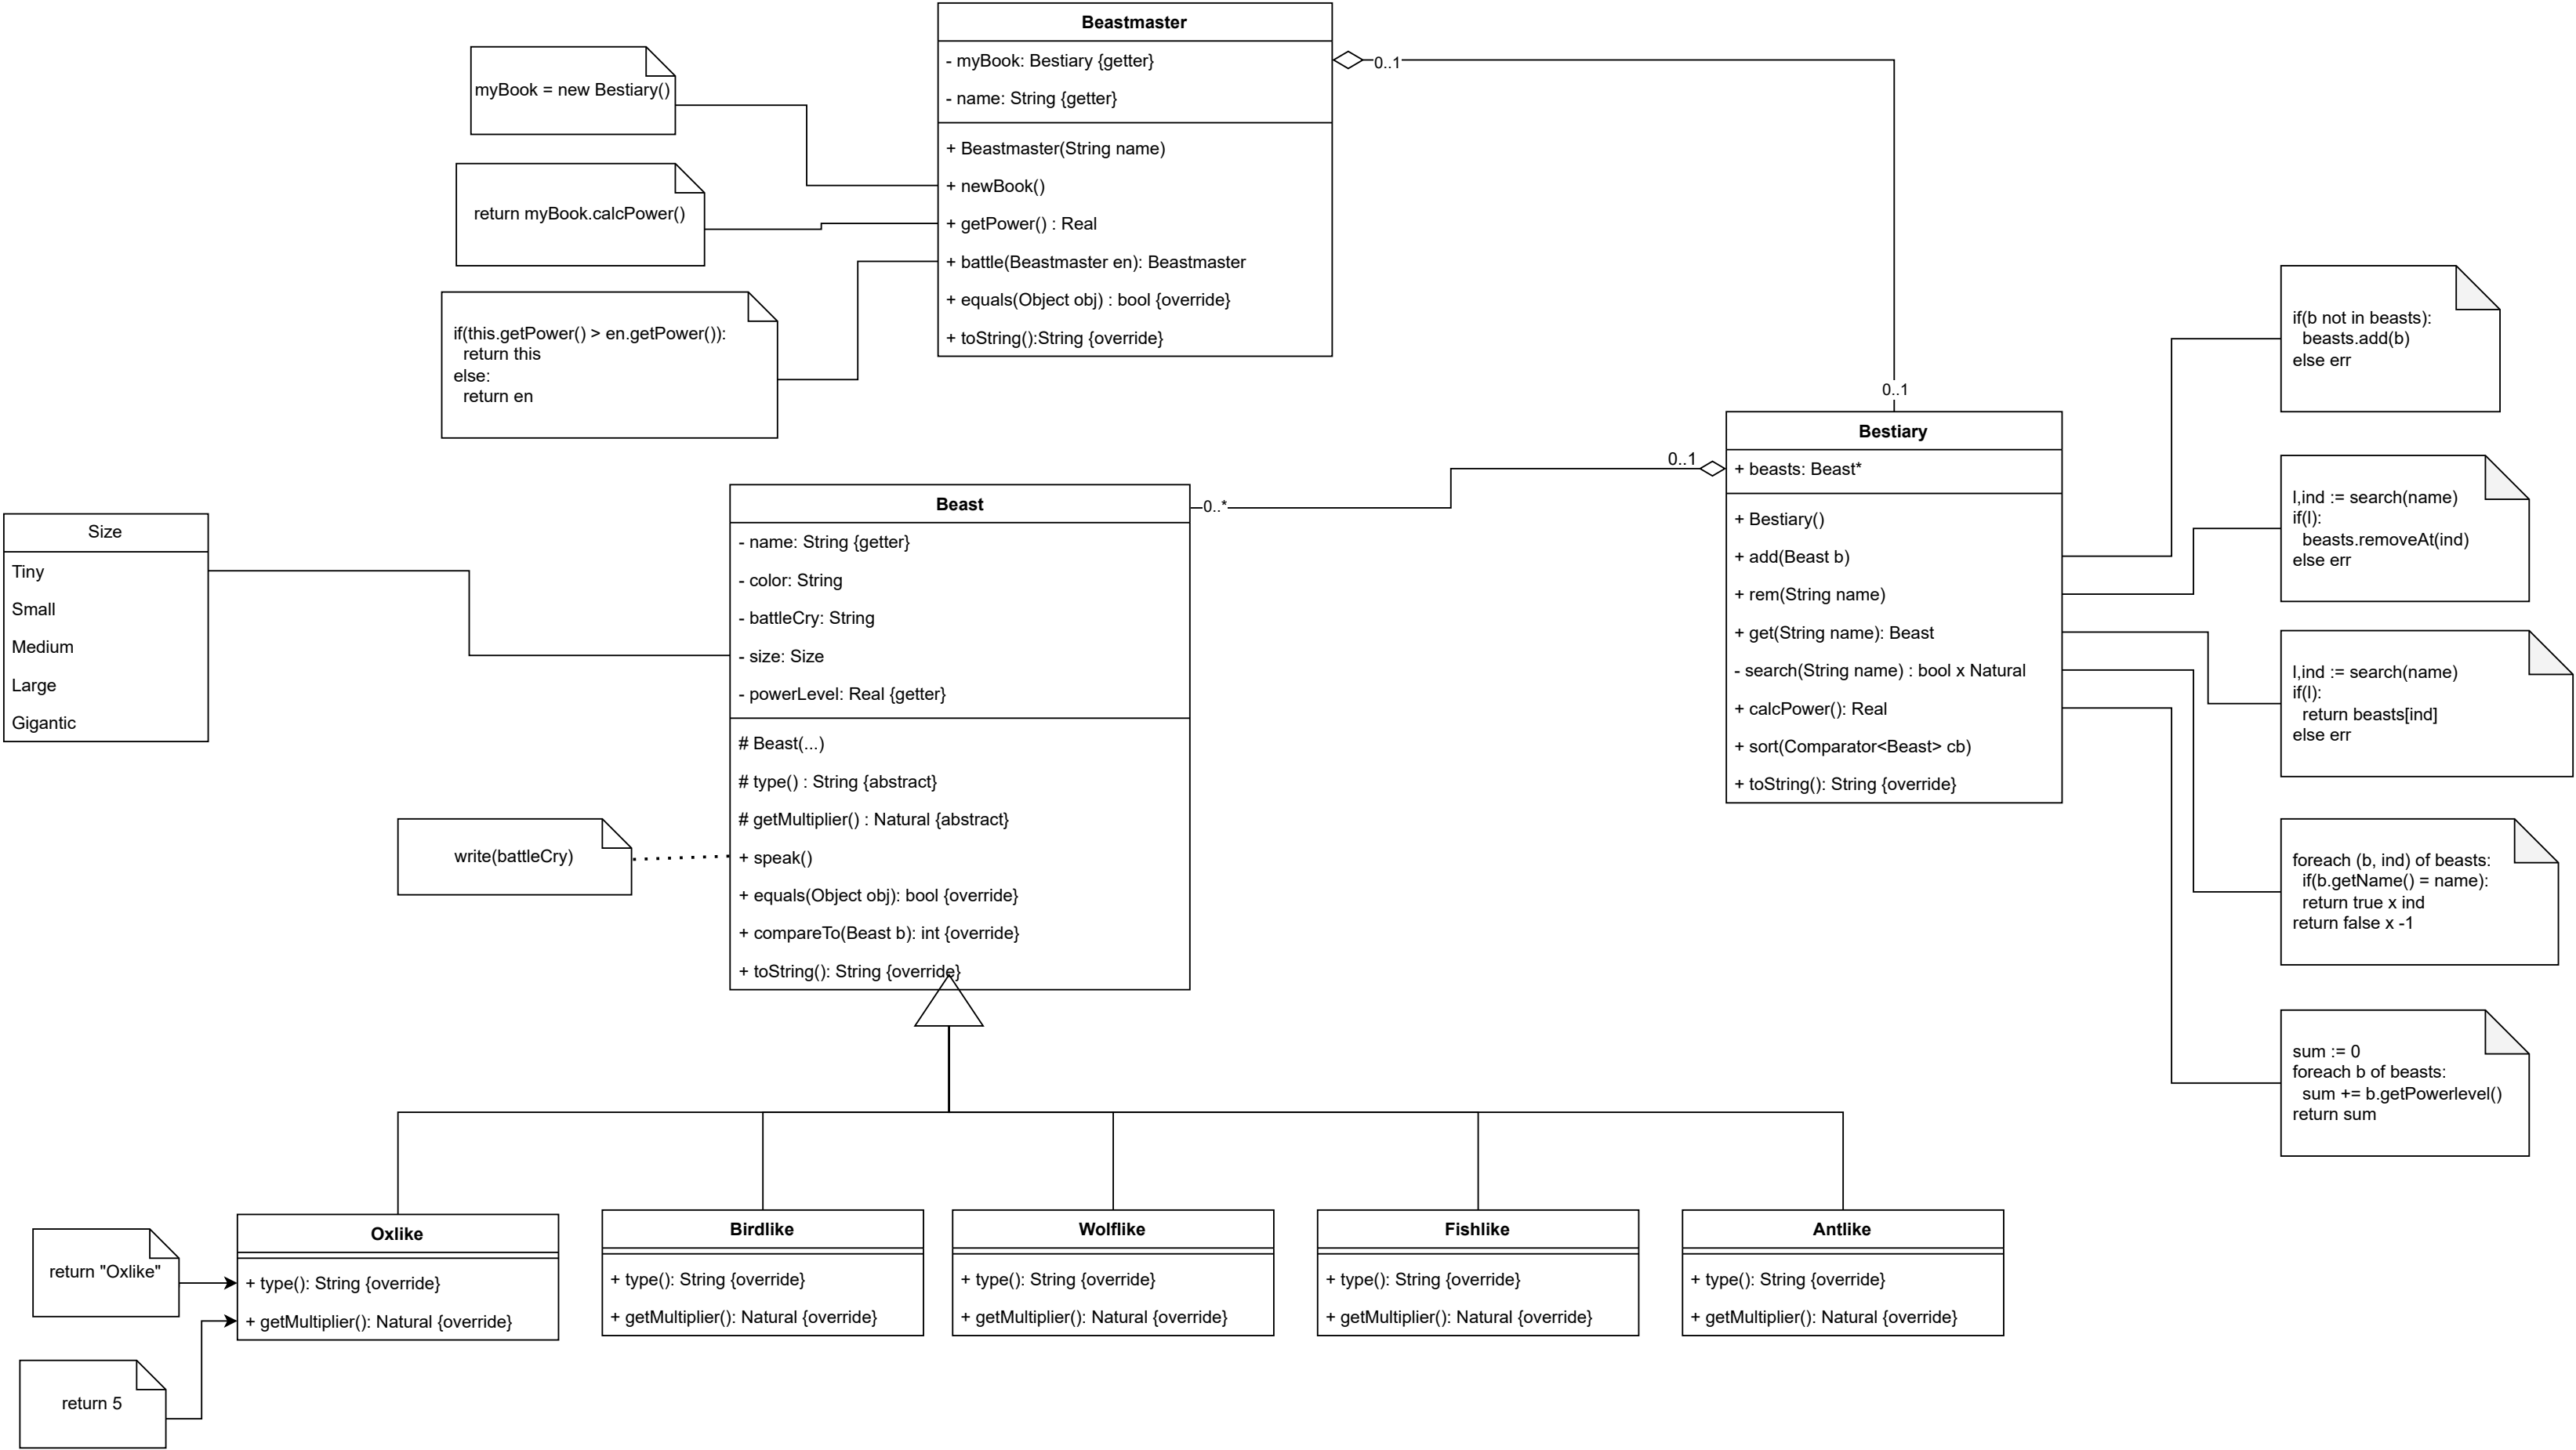 Beastmaster
- myBook: Bestiary {getter}
- name: String {getter}
+ Beastmaster(String name)
+ newBook()
+ getPower() : Real
+ battle(Beastmaster en): Beastmaster
+ equals(Object obj) : bool {override}
+ toString():String {override}
myBook = new Bestiary()
return myBook.calcPower()
if(this.getPower() > en.getPower()):
return this
else:
return en
0..1
0..1
Bestiary
+ beasts: Beast*
+ Bestiary()
+ add(Beast b)
+ rem(String name)
+ get(String name): Beast
- search(String name) : bool x Natural
+ calcPower(): Real
+ sort(Comparator<Beast> cb)
+ toString(): String {override}
if(b not in beasts):
beasts.add(b)
else err
l,ind := search(name)
if(l):
beasts.removeAt(ind)
else err
l,ind := search(name)
if(l):
return beasts[ind]
else err
foreach (b, ind) of beasts:
if(b.getName() = name):
return true x ind
return false x -1
sum := 0
foreach b of beasts:
sum += b.getPowerlevel()
return sum
0..1
0..*
Beast
- name: String {getter}
- color: String
- battleCry: String
- size: Size
- powerLevel: Real {getter}
# Beast(...)
# type() : String {abstract}
# getMultiplier() : Natural {abstract}
+ speak()
+ equals(Object obj): bool {override}
+ compareTo(Beast b): int {override}
+ toString(): String {override}
Size
Tiny
Small
Medium
Large
Gigantic
write(battleCry)
Oxlike
+ type(): String {override}
+ getMultiplier(): Natural {override}
return "Oxlike"
return 5
Birdlike
+ type(): String {override}
+ getMultiplier(): Natural {override}
Wolflike
+ type(): String {override}
+ getMultiplier(): Natural {override}
Fishlike
+ type(): String {override}
+ getMultiplier(): Natural {override}
Antlike
+ type(): String {override}
+ getMultiplier(): Natural {override}